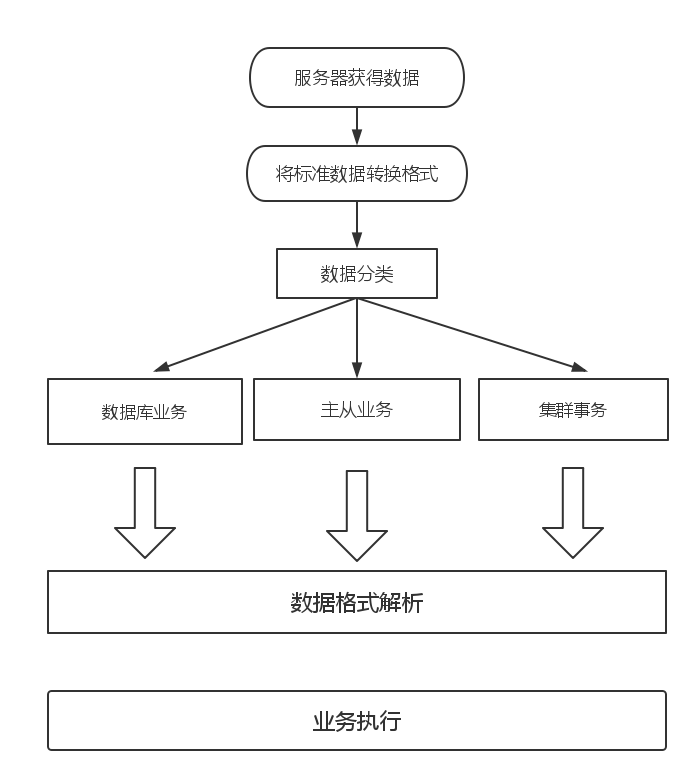 服务器获得数据
将标准数据转换格式
数据分类
数据库业务
主从业务
集群事务
数据格式解析
业务执行